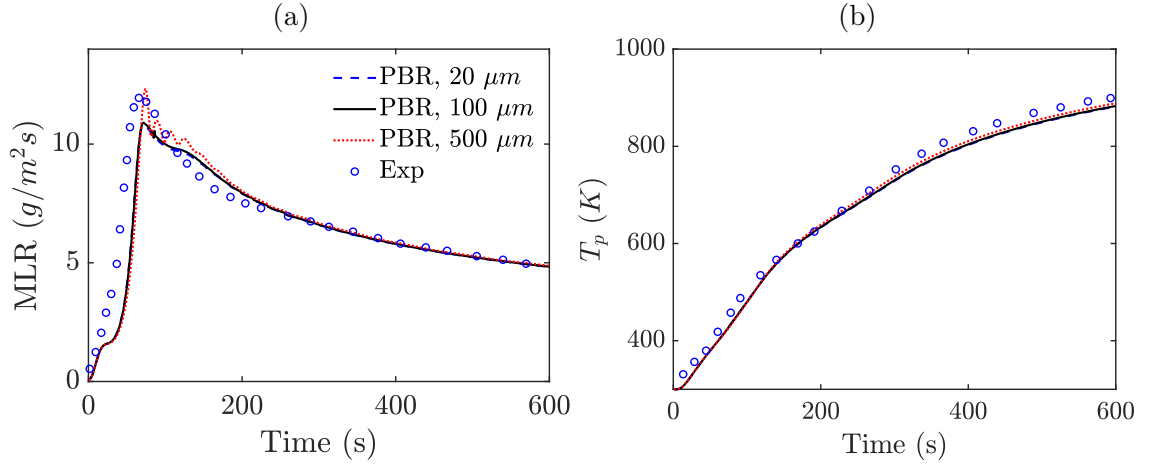 (a)
MLR (g/m²s)
10
5
0
0
200
400
600
Time (s)
PBR, 20 μm
PBR, 100 μm
PBR, 500 μm
Exp
(b)
T_p (K)
1000
800
600
400
0
200
400
600
Time (s)